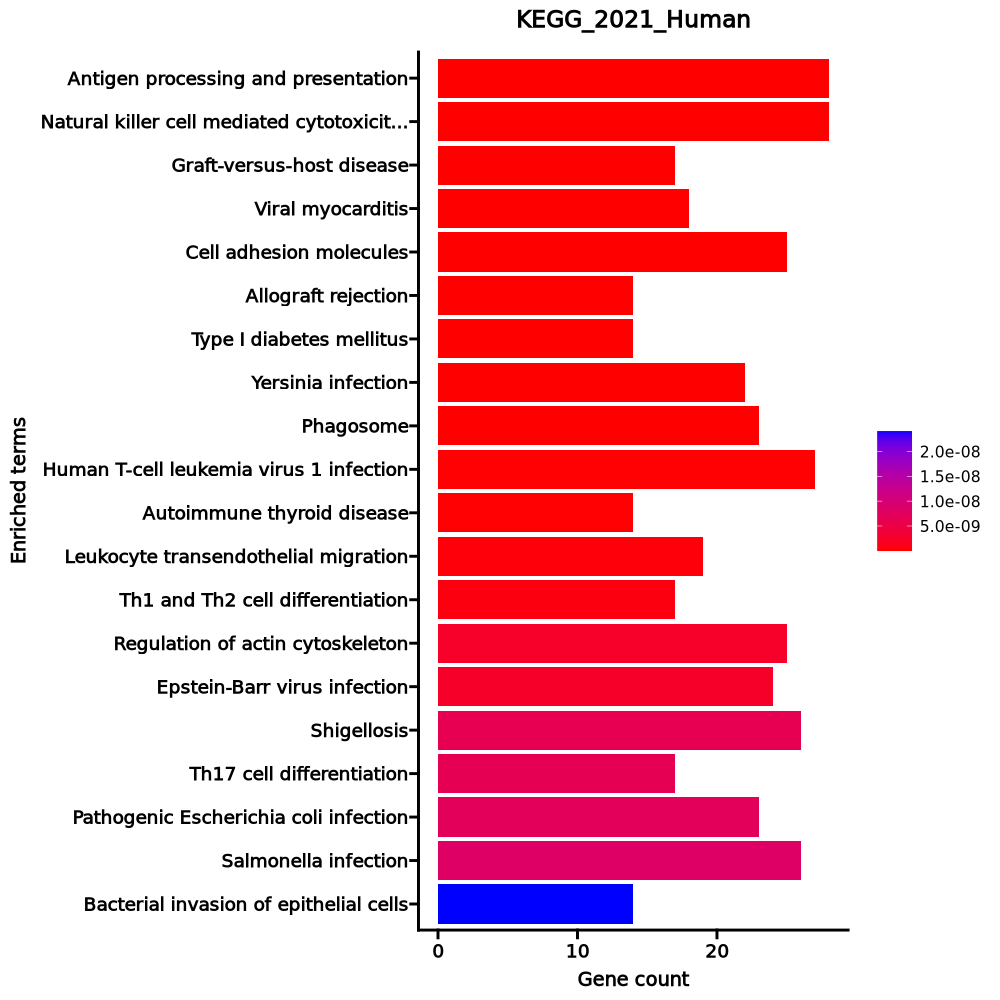 KEGG_2021_Human
Antigen processing and presentation
Natural killer cell mediated cytotoxicit...
Graft-versus-host disease
Viral myocarditis
Cell adhesion molecules
Allograft rejection
Type I diabetes mellitus
Yersinia infection
Phagosome
Human T-cell leukemia virus 1 infection
Autoimmune thyroid disease
Leukocyte transendothelial migration
Th1 and Th2 cell differentiation
Regulation of actin cytoskeleton
Epstein-Barr virus infection
Shigellosis
Th17 cell differentiation
Pathogenic Escherichia coli infection
Salmonella infection
Bacterial invasion of epithelial cells
Enriched terms
0 10 20
Gene count
2.0e-08
1.5e-08
1.0e-08
5.0e-09